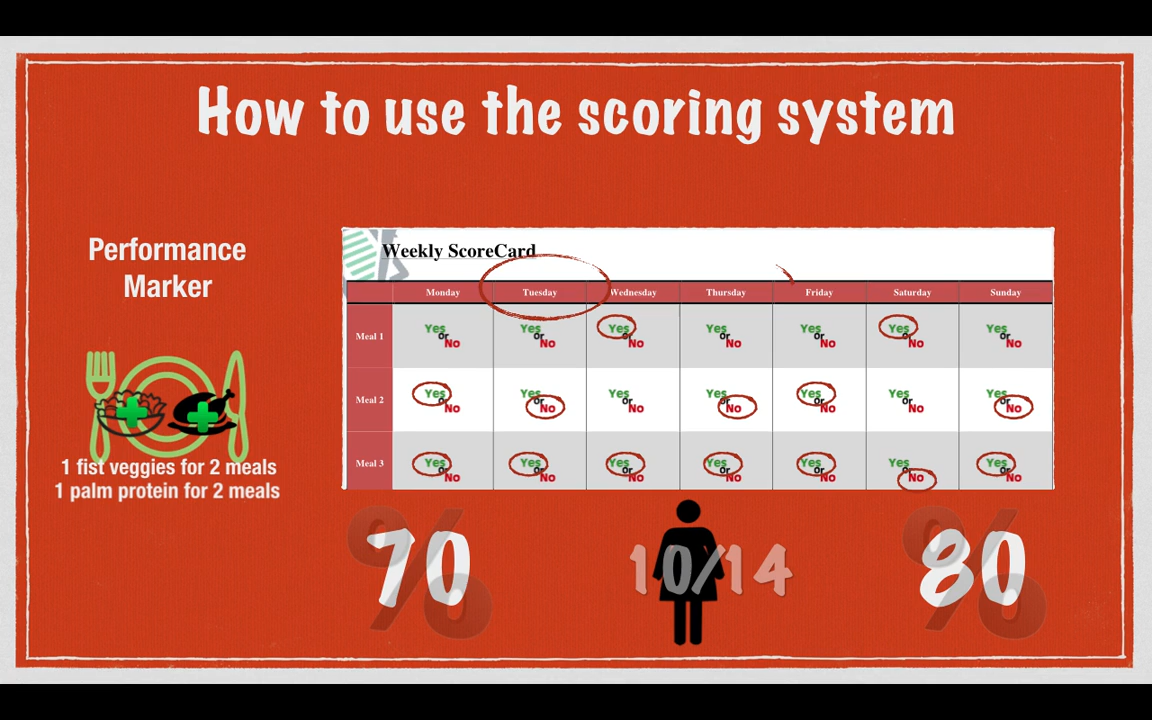 How to use the scoring system
Performance
Marker
1 fist veggies for 2 meals
1 palm protein for 2 meals
Weekly ScoreCard
Monday Tuesday Wednesday Thursday Friday Saturday Sunday
Meal 1 Yes or No Yes or No Yes or No Yes or No Yes or No Yes or No Yes or No
Meal 2 Yes or No Yes or No Yes or No Yes or No Yes or No Yes or No Yes or No
Meal 3 Yes or No Yes or No Yes or No Yes or No Yes or No Yes or No Yes or No
70% 10/14 80%